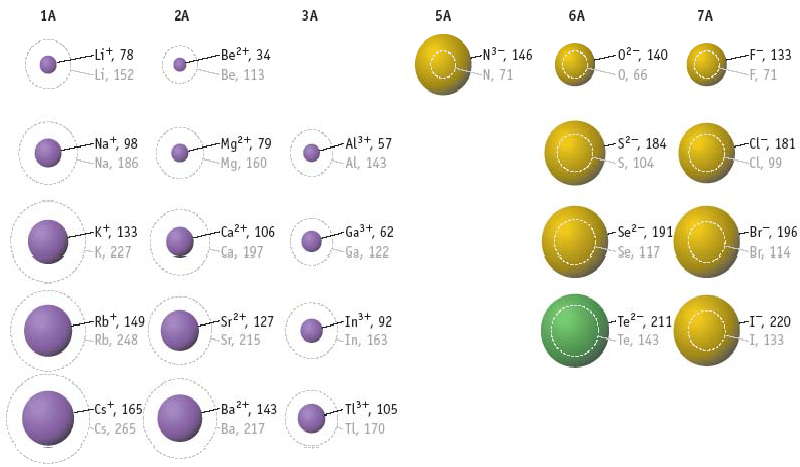 1A 2A 3A 5A 6A 7A
Li⁺, 78 Be²⁺, 34 N³⁻, 146 O²⁻, 140 F⁻, 133
Li, 152 Be, 113 N, 71 O, 66 F, 71
Na⁺, 98 Mg²⁺, 79 Al³⁺, 57 S²⁻, 184 Cl⁻, 181
Na, 186 Mg, 160 Al, 143 S, 104 Cl, 99
K⁺, 133 Ca²⁺, 106 Ga³⁺, 62 Se²⁻, 191 Br⁻, 196
K, 227 Ca, 197 Ga, 122 Se, 117 Br, 114
Rb⁺, 149 Sr²⁺, 127 In³⁺, 92 Te²⁻, 211 I⁻, 220
Rb, 248 Sr, 215 In, 163 Te, 143 I, 133
Cs⁺, 165 Ba²⁺, 143 Tl³⁺, 105
Cs, 265 Ba, 217 Tl, 170